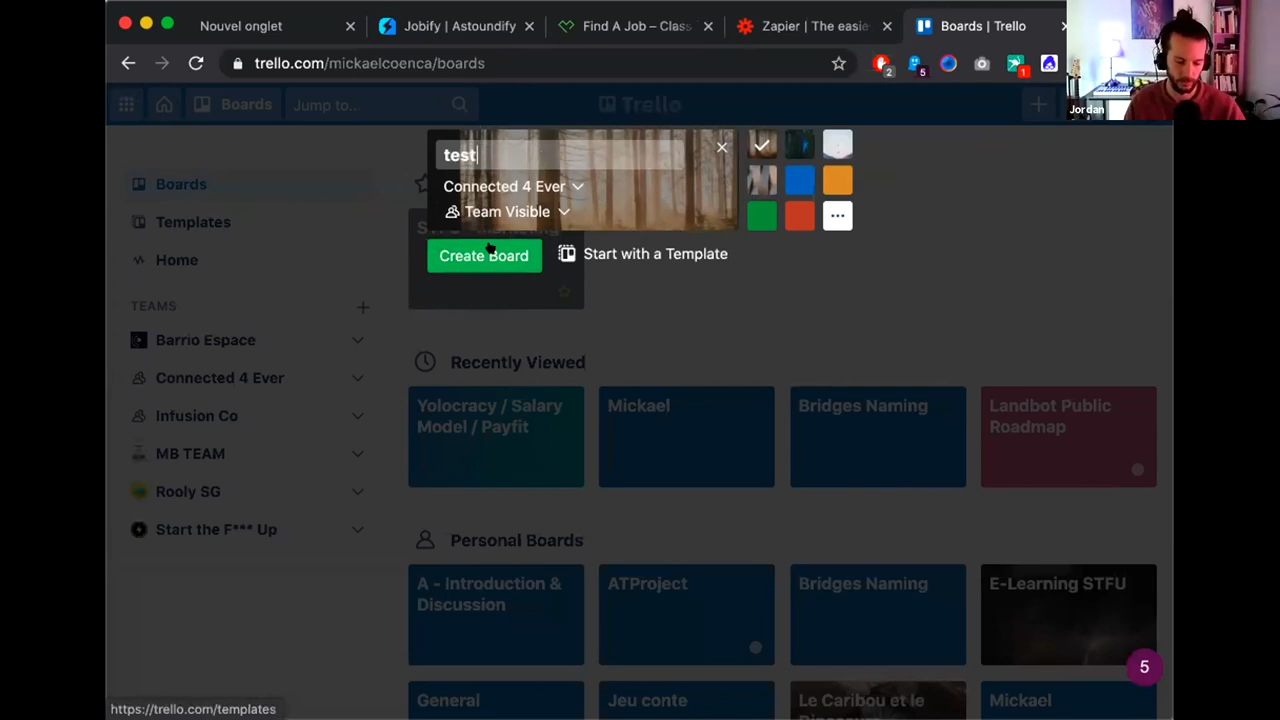 Nouvel onglet
Jobify | Astoundify
Find A Job – Class
Zapier | The easie
Boards | Trello
trello.com/mickaelcoenca/boards
2
5
1
Jordan
Boards
Jump to...
Trello
test
Connected 4 Ever
Team Visible
Create Board
Start with a Template
Boards
Templates
Home
TEAMS
Barrio Espace
Connected 4 Ever
Infusion Co
MB TEAM
Rooly SG
Start the F*** Up
Recently Viewed
Yolocracy / Salary
Model / Payfit
Mickael
Bridges Naming
Landbot Public
Roadmap
Personal Boards
A - Introduction &
Discussion
ATProject
Bridges Naming
E-Learning STFU
General
Jeu conte
Le Caribou et le
Mickael
5
https://trello.com/templates